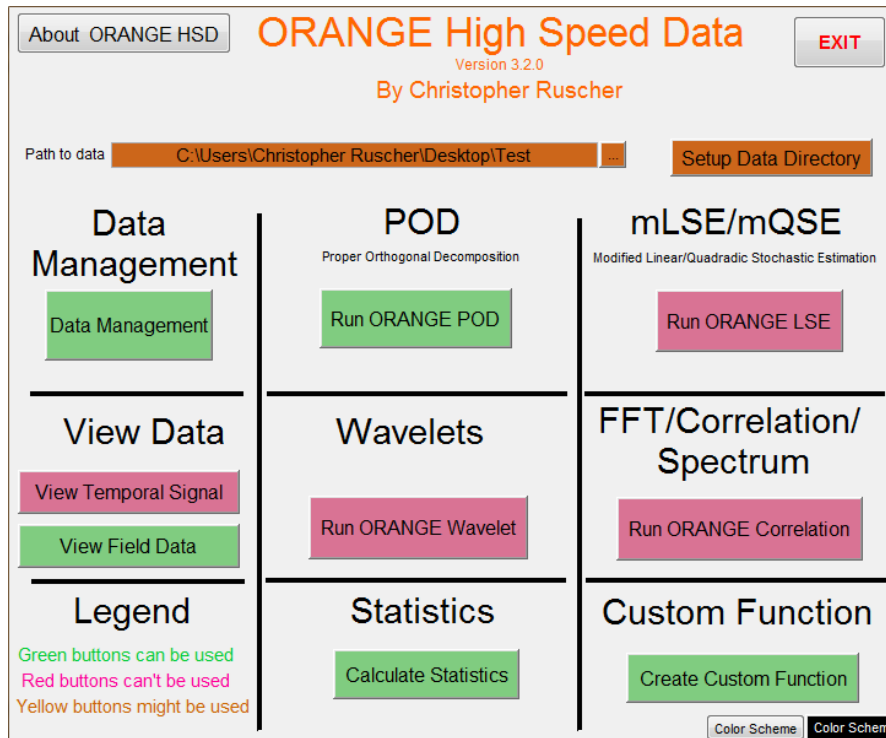 About ORANGE HSD
ORANGE High Speed Data
Version 3.2.0
By Christopher Ruscher
EXIT
Path to data
C:\Users\Christopher Ruscher\Desktop\Test
...
Setup Data Directory
Data
Management
Data Management
POD
Proper Orthogonal Decomposition
Run ORANGE POD
mLSE/mQSE
Modified Linear/Quadradic Stochastic Estimation
Run ORANGE LSE
View Data
View Temporal Signal
View Field Data
Wavelets
Run ORANGE Wavelet
FFT/Correlation/
Spectrum
Run ORANGE Correlation
Legend
Green buttons can be used
Red buttons can't be used
Yellow buttons might be used
Statistics
Calculate Statistics
Custom Function
Create Custom Function
Color Scheme
Color Schem